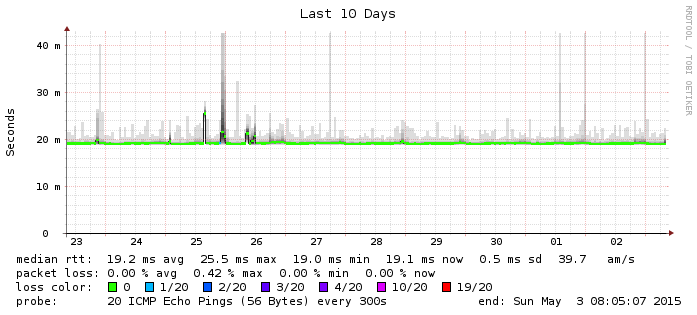 Last 10 Days
RRDTOOL / TOBI OETIKER
Seconds
40 m
30 m
20 m
10 m
0
23 24 25 26 27 28 29 30 01 02
median rtt: 19.2 ms avg 25.5 ms max 19.0 ms min 19.1 ms now 0.5 ms sd 39.7 am/s
packet loss: 0.00 % avg 0.42 % max 0.00 % min 0.00 % now
loss color: 0 1/20 2/20 3/20 4/20 10/20 19/20
probe: 20 ICMP Echo Pings (56 Bytes) every 300s end: Sun May 3 08:05:07 2015